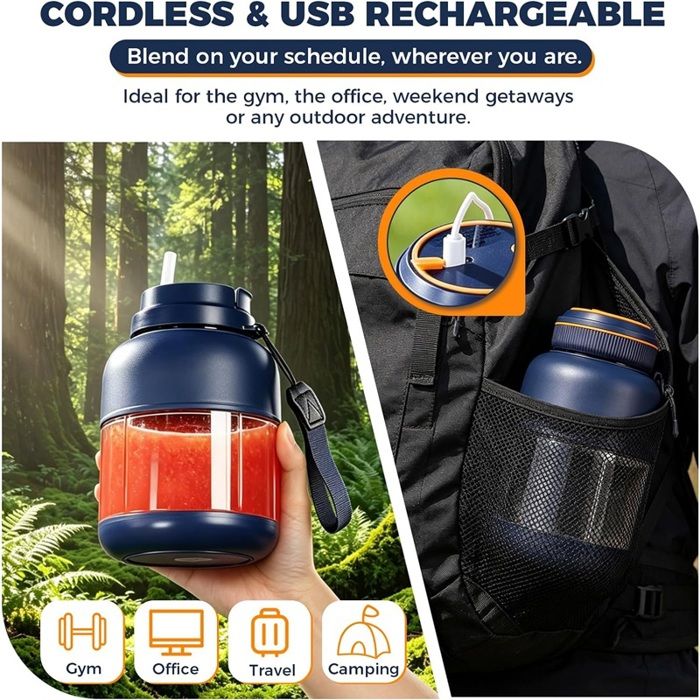 CORDLESS & USB RECHARGEABLE
Blend on your schedule, wherever you are.
Ideal for the gym, the office, weekend getaways
or any outdoor adventure.
Gym
Office
Travel
Camping